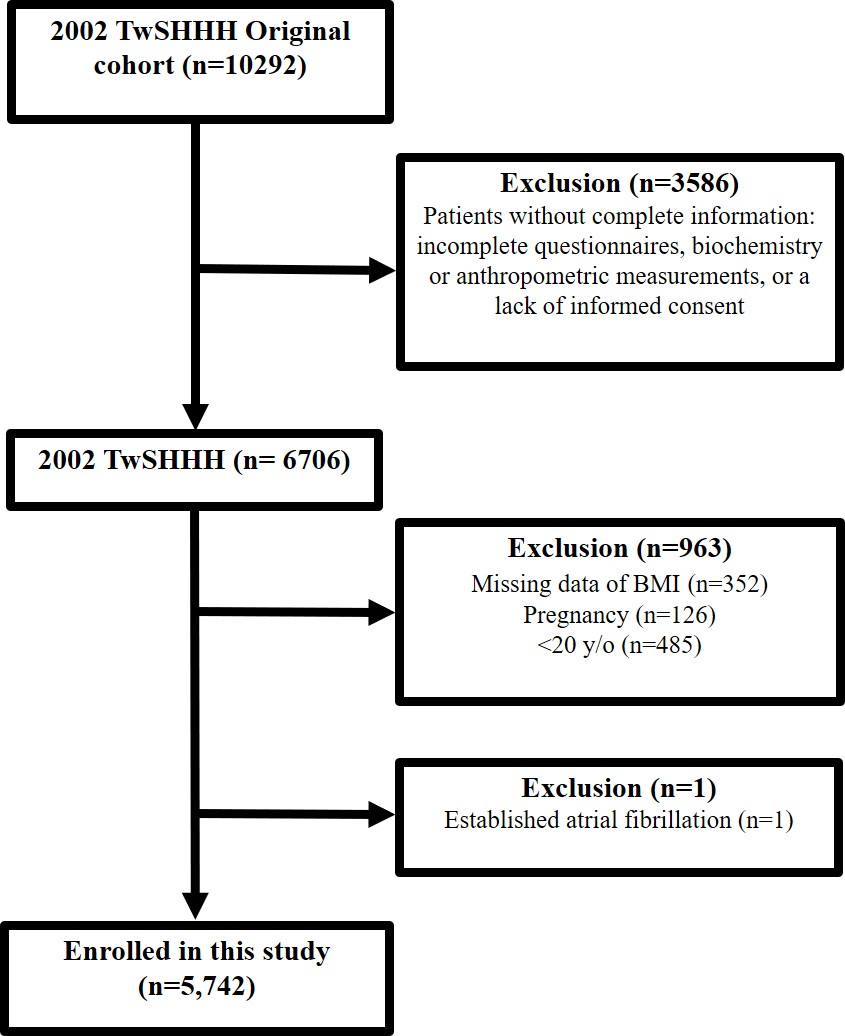 2002 TwSHHH Original
cohort (n=10292)
Exclusion (n=3586)
Patients without complete information:
incomplete questionnaires, biochemistry
or anthropometric measurements, or a
lack of informed consent
2002 TwSHHH (n= 6706)
Exclusion (n=963)
Missing data of BMI (n=352)
Pregnancy (n=126)
<20 y/o (n=485)
Exclusion (n=1)
Established atrial fibrillation (n=1)
Enrolled in this study
(n=5,742)